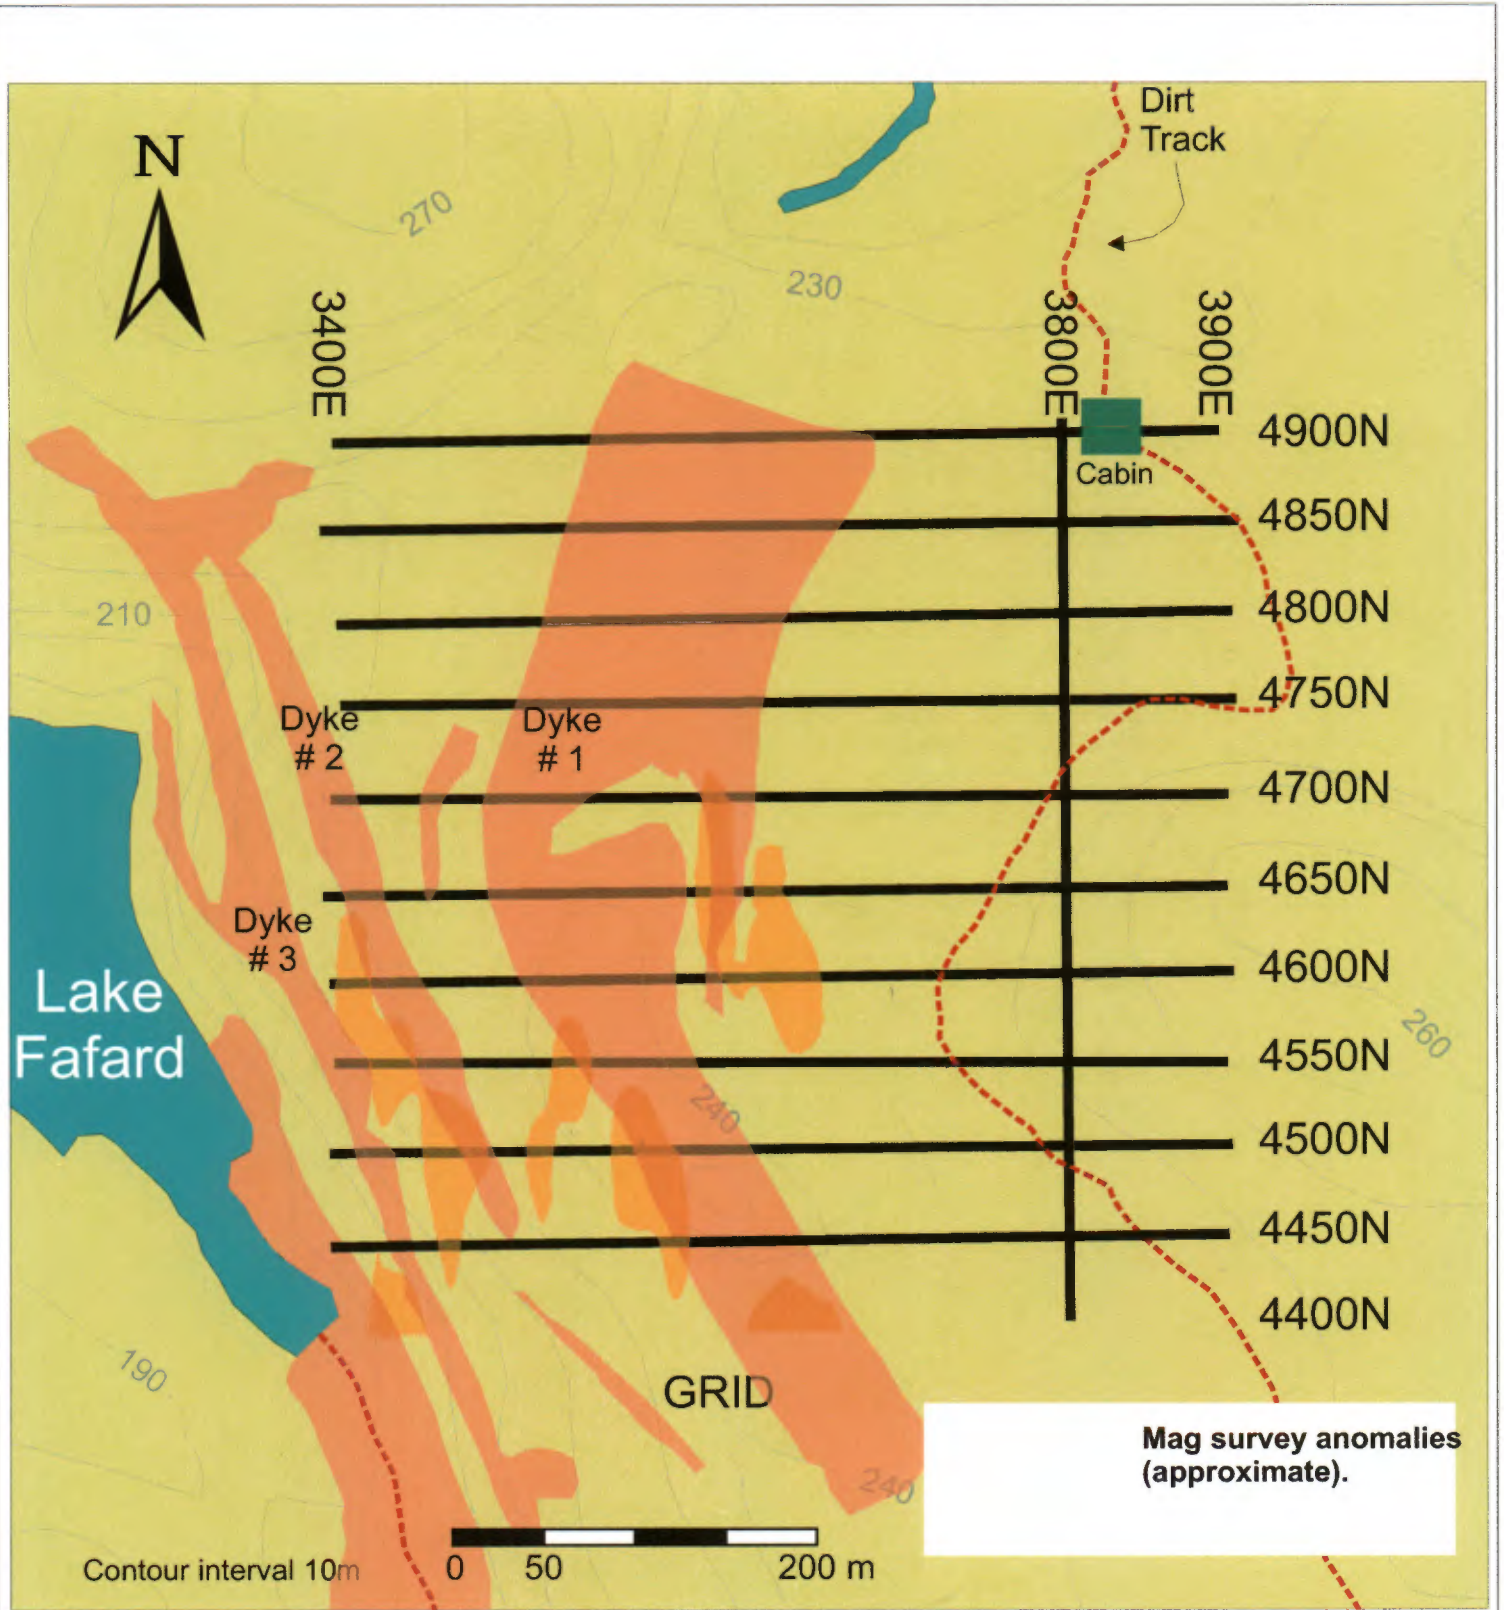 Dirt
Track
N
270
230
3400E
3800E
3900E
4900N
Cabin
4850N
4800N
210
4750N
Dyke
# 2
Dyke
# 1
4700N
4650N
Dyke
# 3
4600N
Lake
Fafard
260
4550N
240
4500N
4450N
4400N
190
GRID
Mag survey anomalies
(approximate).
240
Contour interval 10m
0 50 200 m